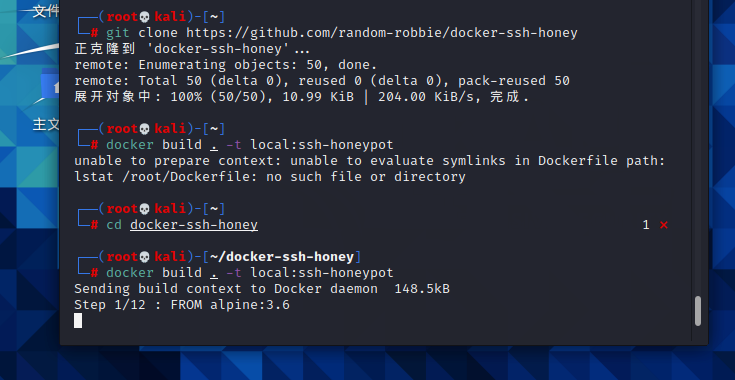 文件
┌──(root💀kali)-[~]
└─# git clone https://github.com/random-robbie/docker-ssh-honey
正克隆到 'docker-ssh-honey'...
remote: Enumerating objects: 50, done.
remote: Total 50 (delta 0), reused 0 (delta 0), pack-reused 50
展开对象中: 100% (50/50), 10.99 KiB | 204.00 KiB/s, 完成.
主文
┌──(root💀kali)-[~]
└─# docker build . -t local:ssh-honeypot
unable to prepare context: unable to evaluate symlinks in Dockerfile path:
lstat /root/Dockerfile: no such file or directory
┌──(root💀kali)-[~]
└─# cd docker-ssh-honey 1 ⨯
┌──(root💀kali)-[~/docker-ssh-honey]
└─# docker build . -t local:ssh-honeypot
Sending build context to Docker daemon  148.5kB
Step 1/12 : FROM alpine:3.6